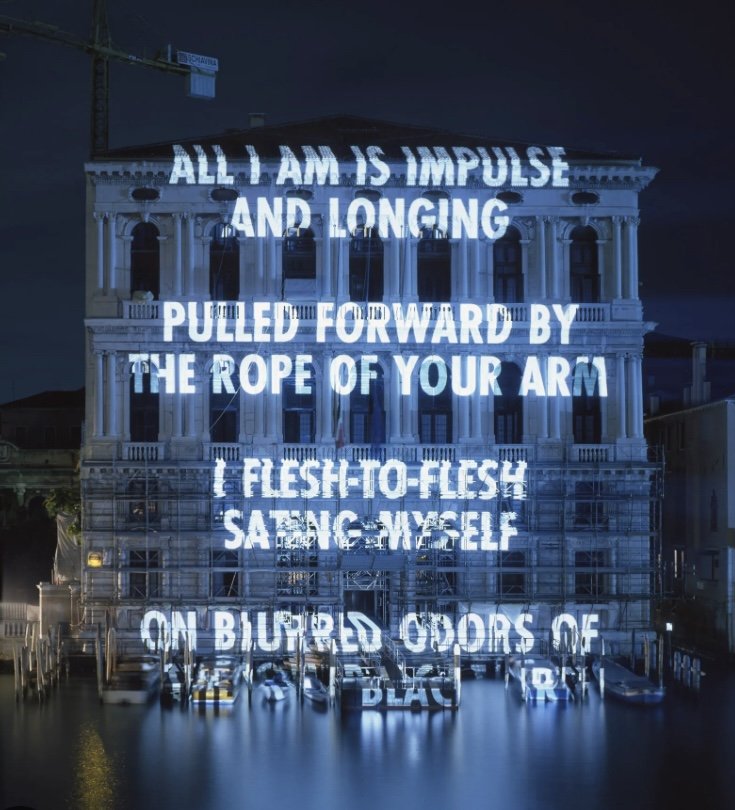 SCHIAVINA
ALL I AM IS IMPULSE
AND LONGING
PULLED FORWARD BY
THE ROPE OF YOUR ARM
I FLESH-TO-FLESH
SATING MYSELF
ON BLURRED ODORS OF